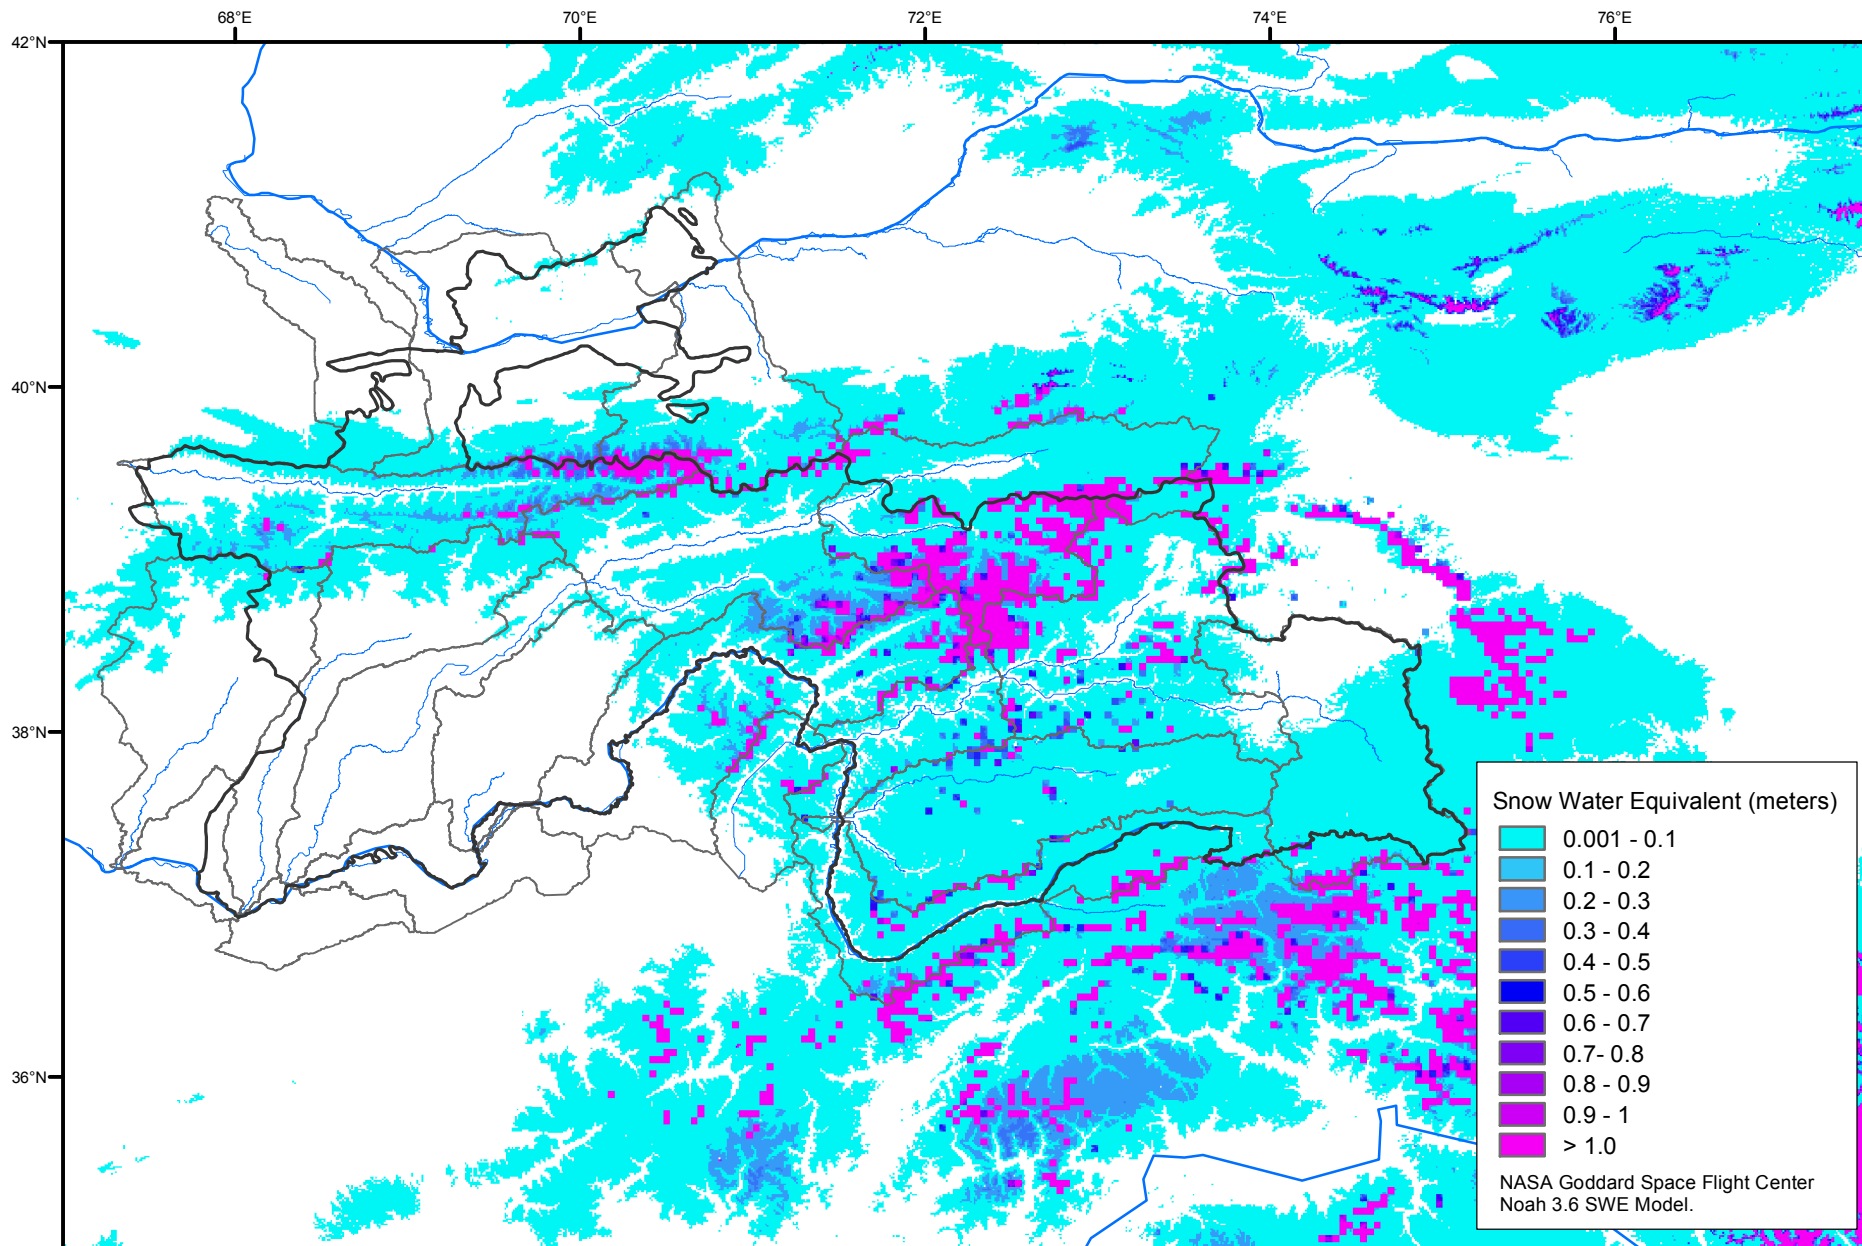 68°E
70°E
72°E
74°E
76°E
42°N
40°N
38°N
36°N
Snow Water Equivalent (meters)
0.001 - 0.1
0.1 - 0.2
0.2 - 0.3
0.3 - 0.4
0.4 - 0.5
0.5 - 0.6
0.6 - 0.7
0.7- 0.8
0.8 - 0.9
0.9 - 1
> 1.0
NASA Goddard Space Flight Center
Noah 3.6 SWE Model.